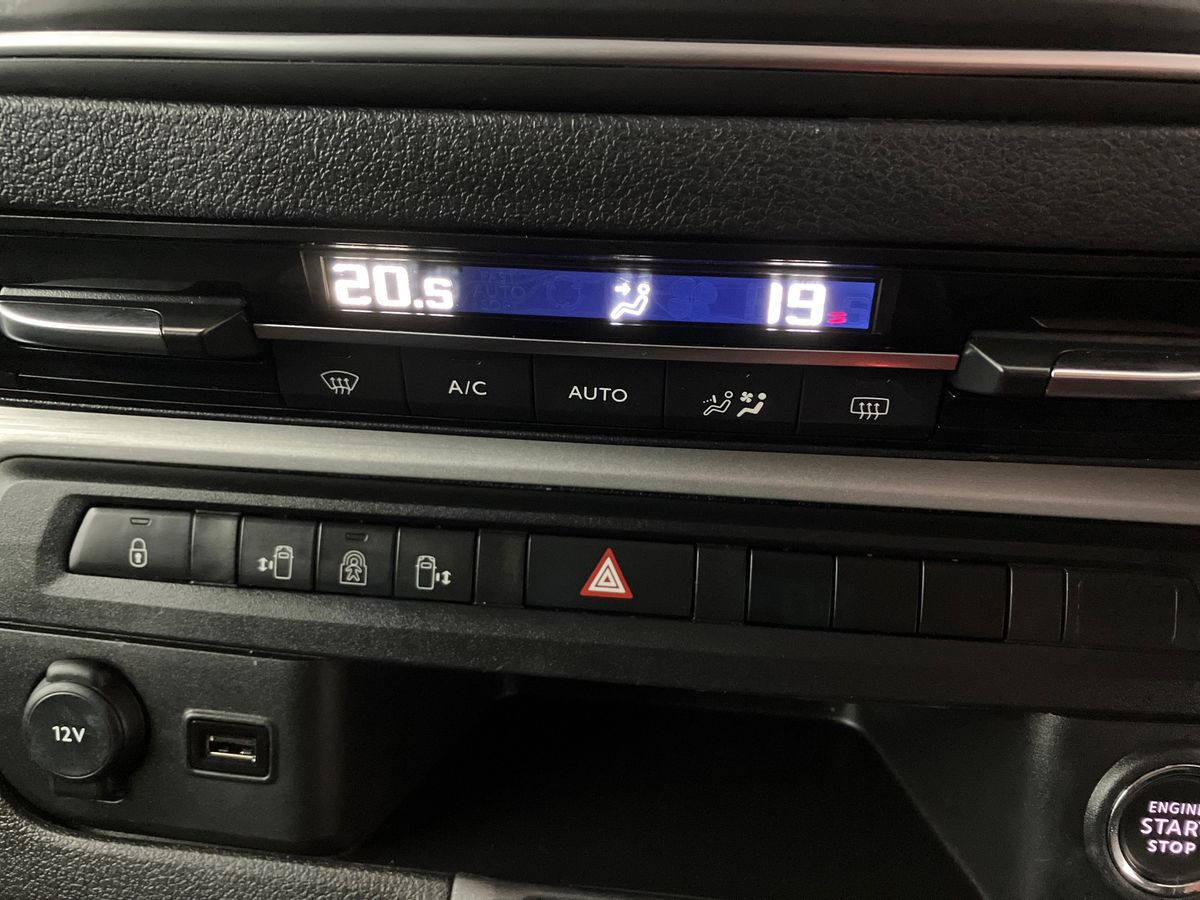 20.5 19
A/C AUTO
12V
ENGINE
START
STOP